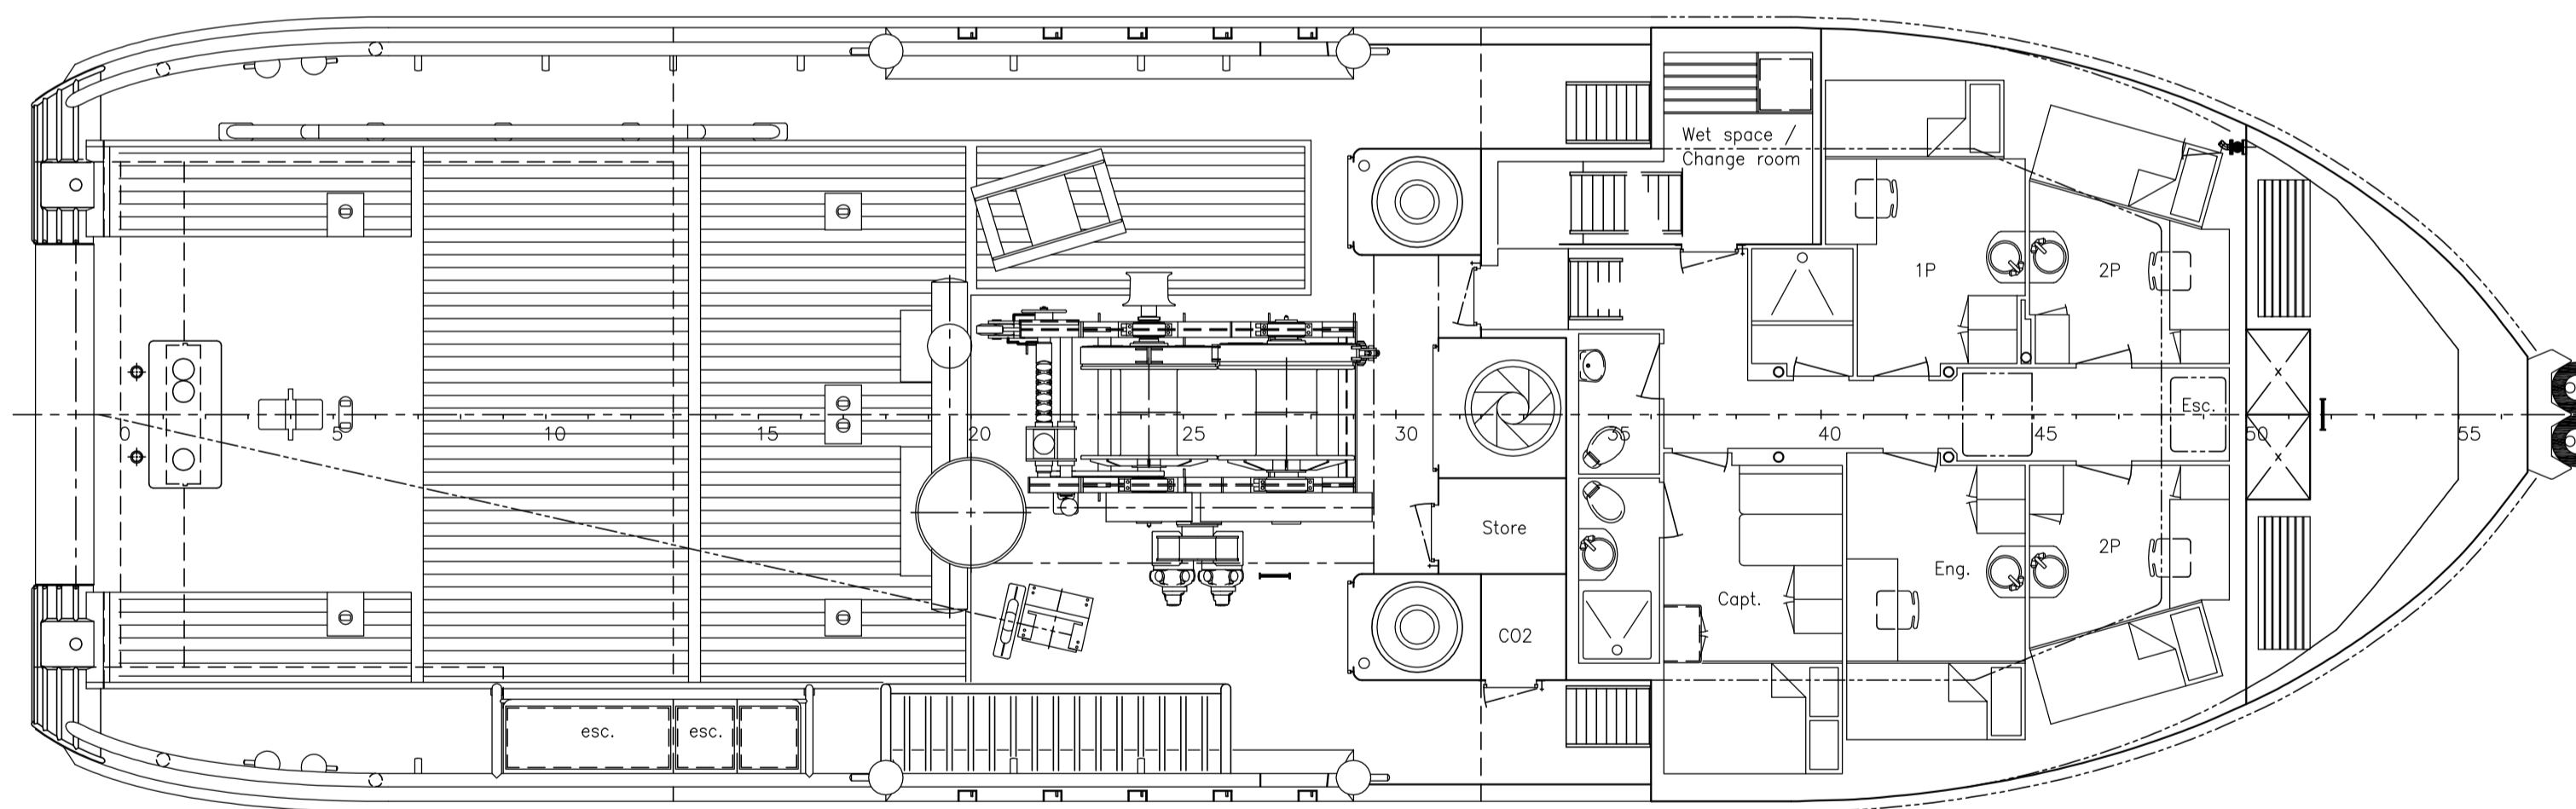 Wet space /
Change room
1P
2P
Esc.
0
5
10
15
20
25
30
35
40
45
50
55
Store
2P
Eng.
Capt.
CO2
esc.
esc.